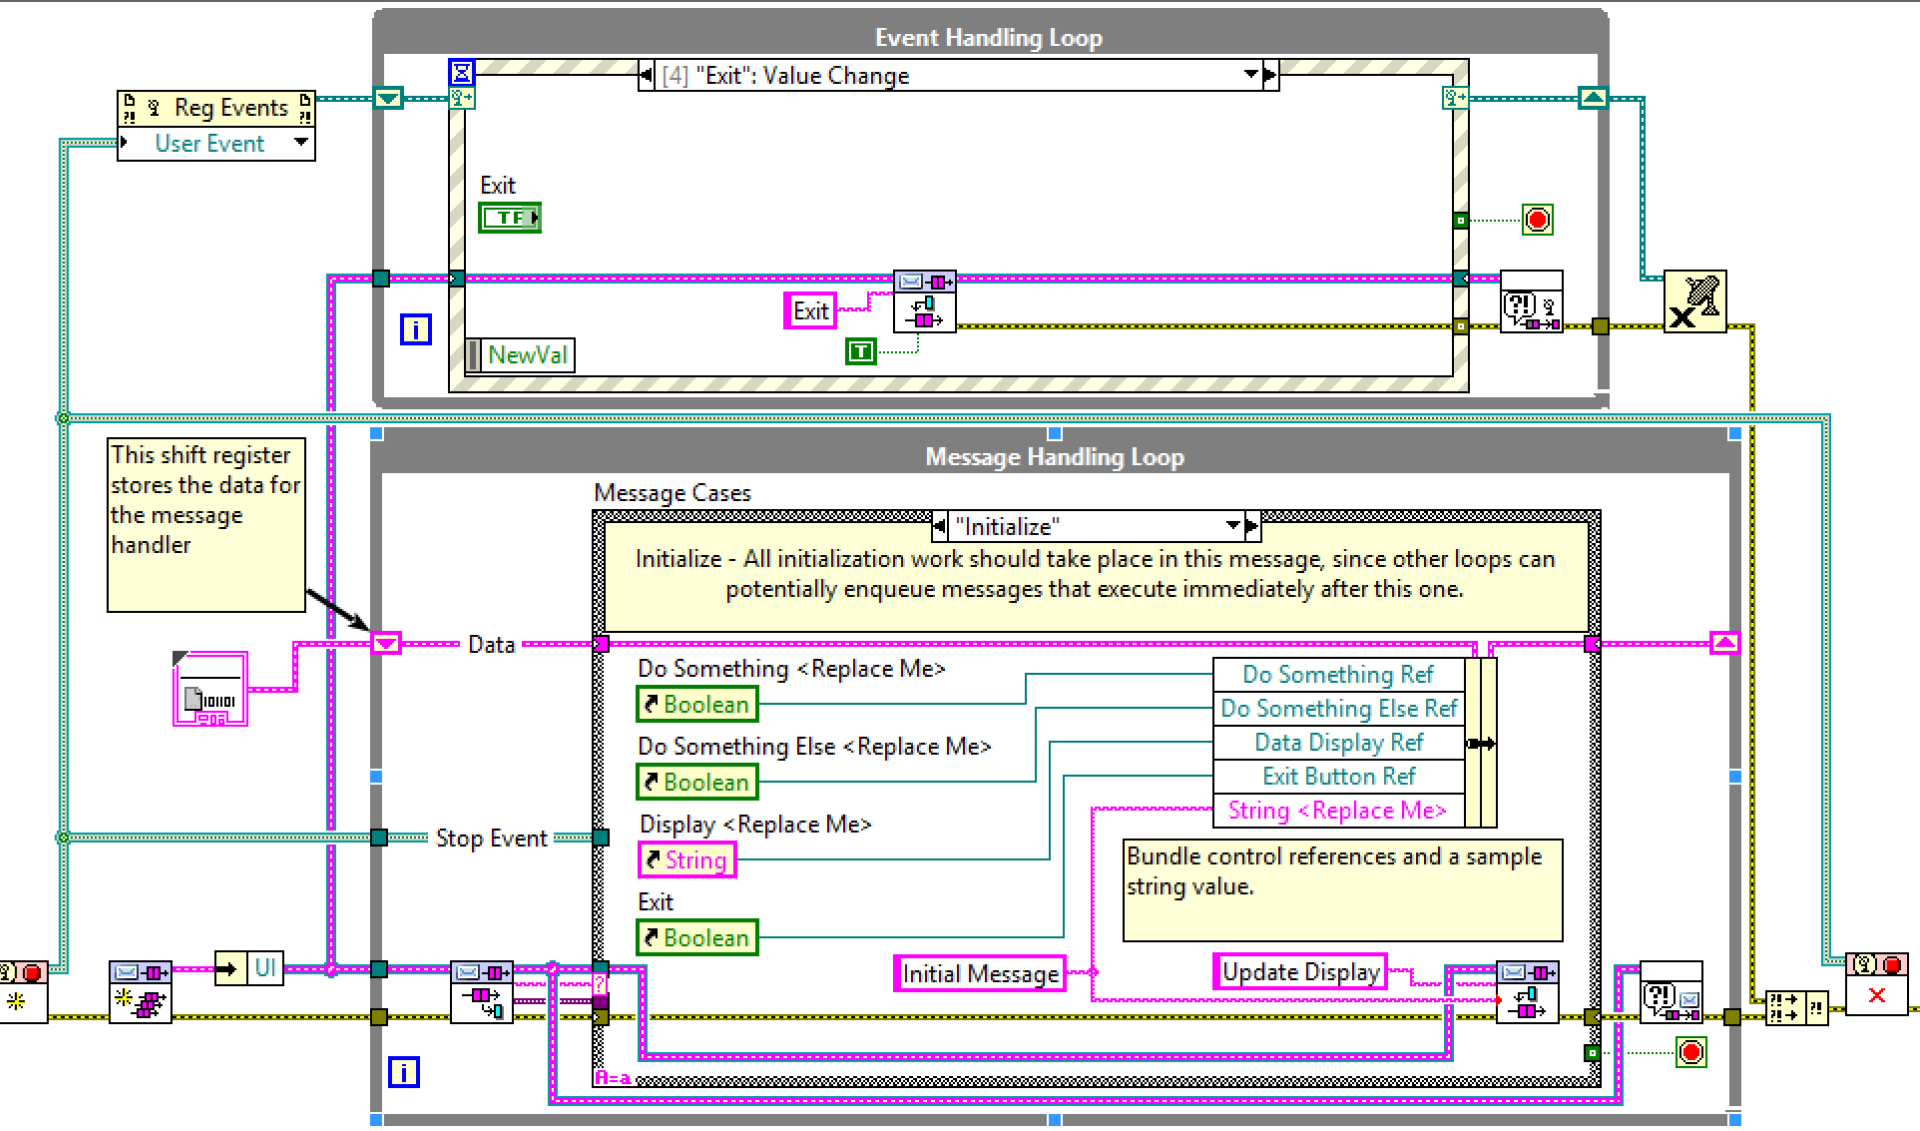 Event Handling Loop
[4] "Exit": Value Change
Reg Events
User Event
Exit
TF
Exit
i
T
NewVal
This shift register
stores the data for
the message
handler
Message Handling Loop
Message Cases
"Initialize"
Initialize - All initialization work should take place in this message, since other loops can
potentially enqueue messages that execute immediately after this one.
Data
Do Something <Replace Me>
Boolean
Do Something Else <Replace Me>
Boolean
Display <Replace Me>
String
Exit
Boolean
Do Something Ref
Do Something Else Ref
Data Display Ref
Exit Button Ref
String <Replace Me>
Stop Event
Bundle control references and a sample
string value.
UI
Initial Message
Update Display
i
A=a